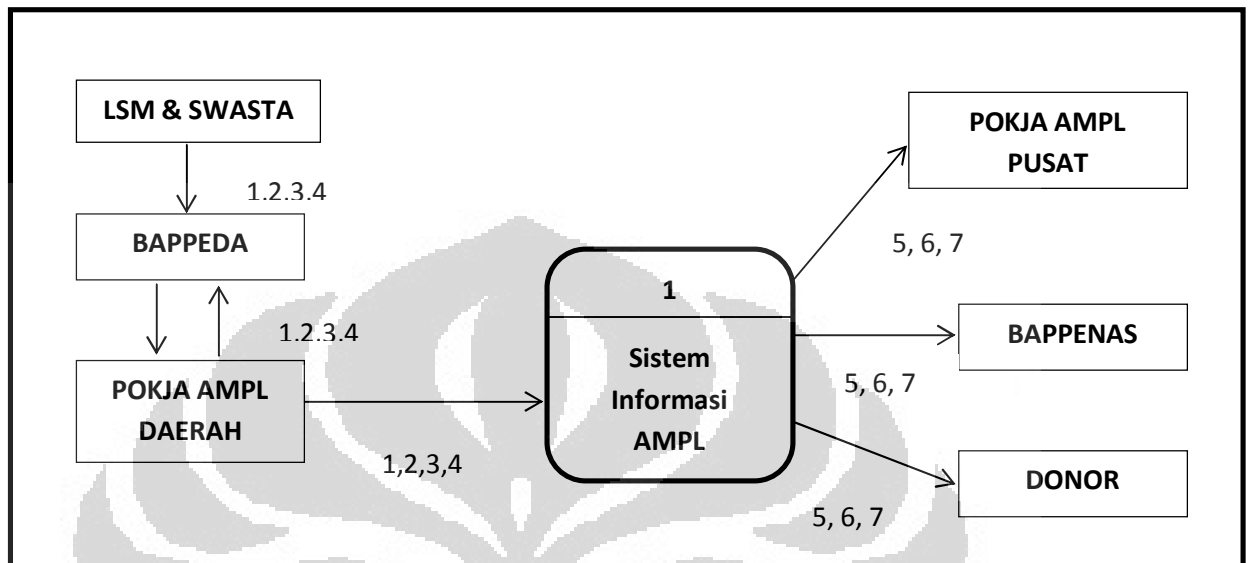 LSM & SWASTA
1.2.3.4
BAPPEDA
1.2.3.4
POKJA AMPL
DAERAH
1,2,3,4
1
Sistem
Informasi
AMPL
POKJA AMPL
PUSAT
5, 6, 7
BAPPENAS
5, 6, 7
DONOR
5, 6, 7